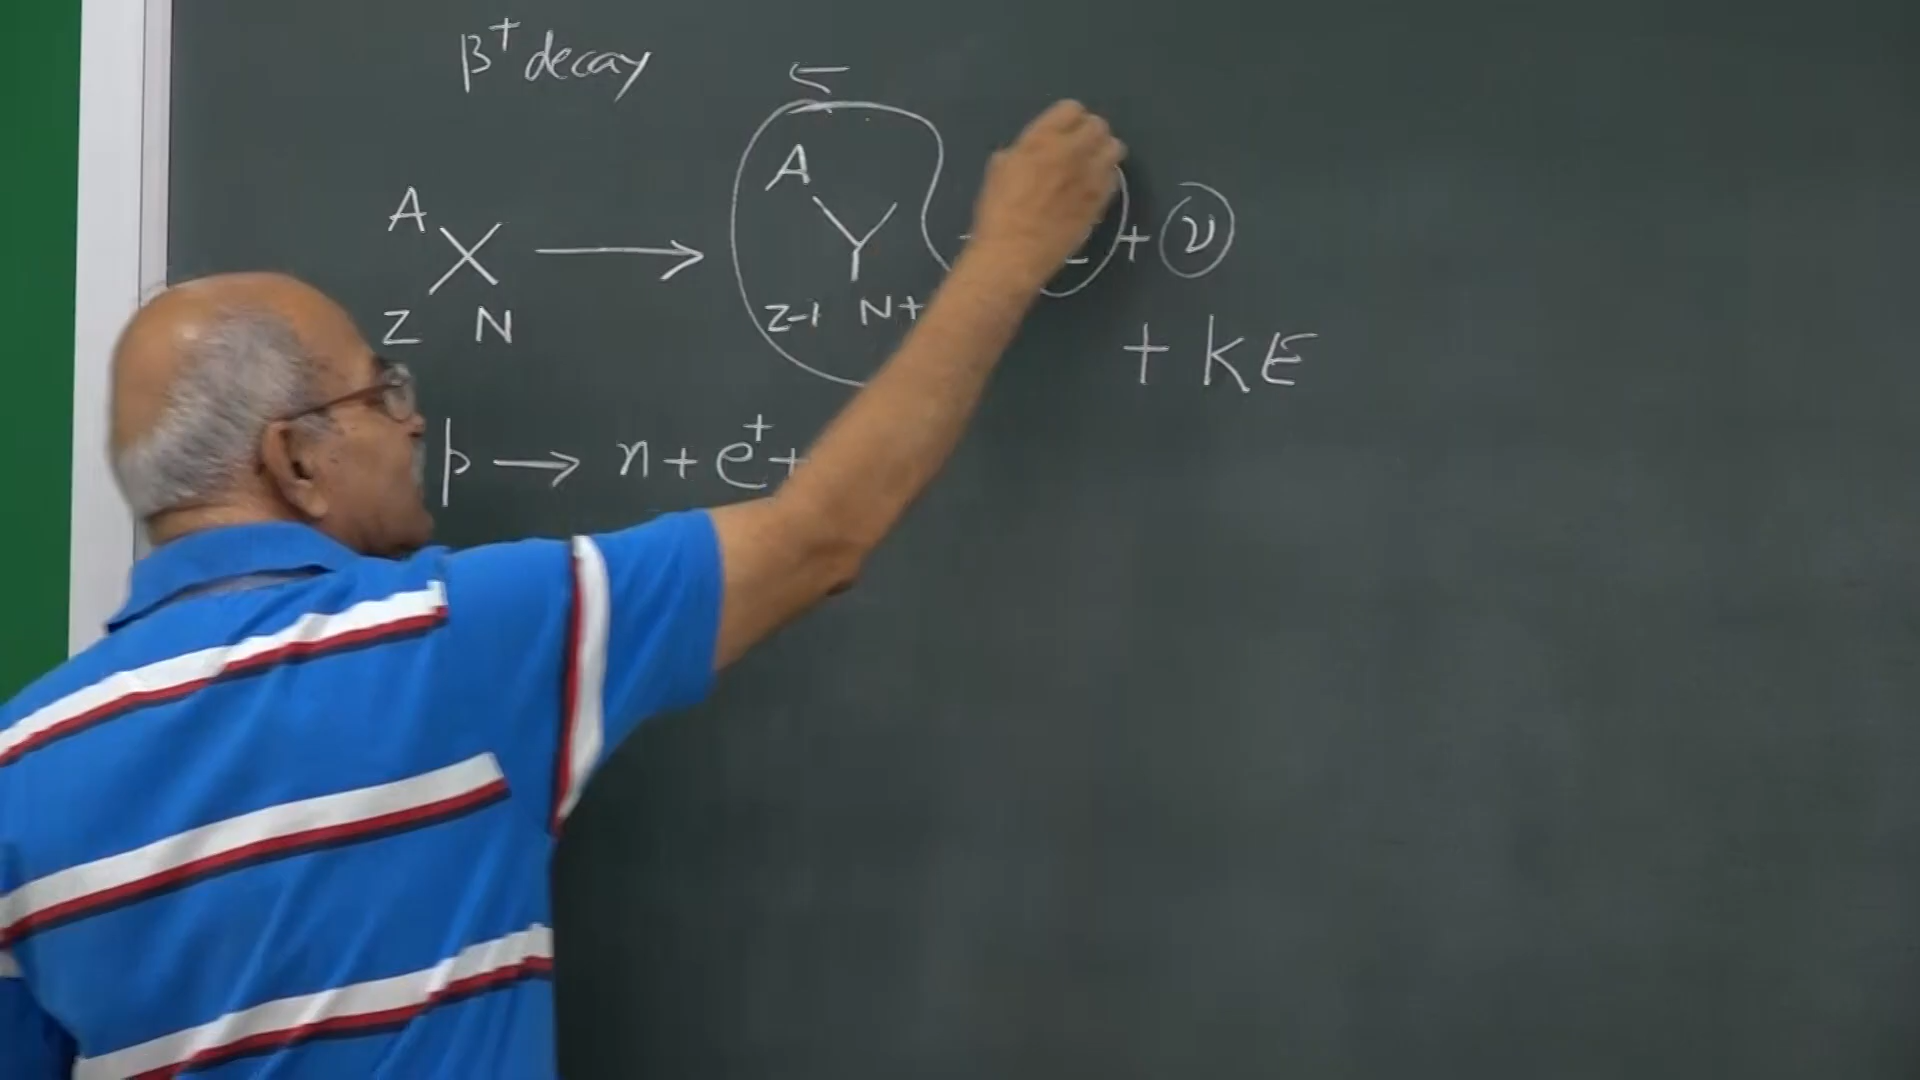 β⁺ decay
A X Z N → A Y Z-1 N+ + ν
+ KE
p → n + e⁺ +